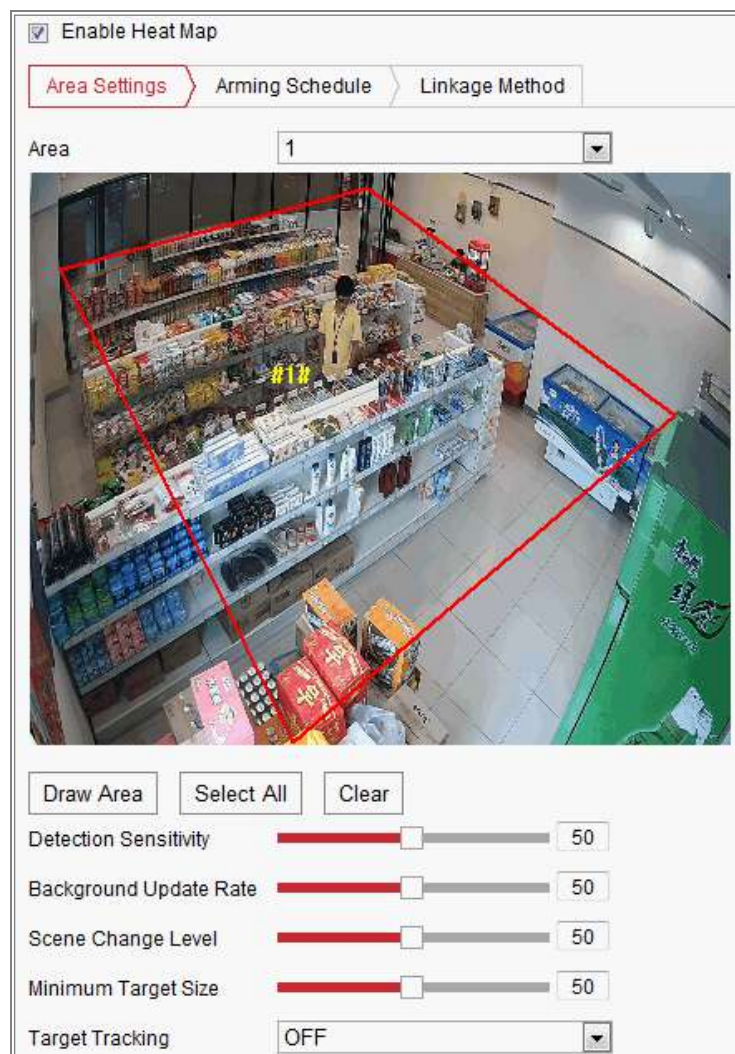 Enable Heat Map
Area Settings
Arming Schedule
Linkage Method
Area
1
#1#
Draw Area
Select All
Clear
Detection Sensitivity
50
Background Update Rate
50
Scene Change Level
50
Minimum Target Size
50
Target Tracking
OFF